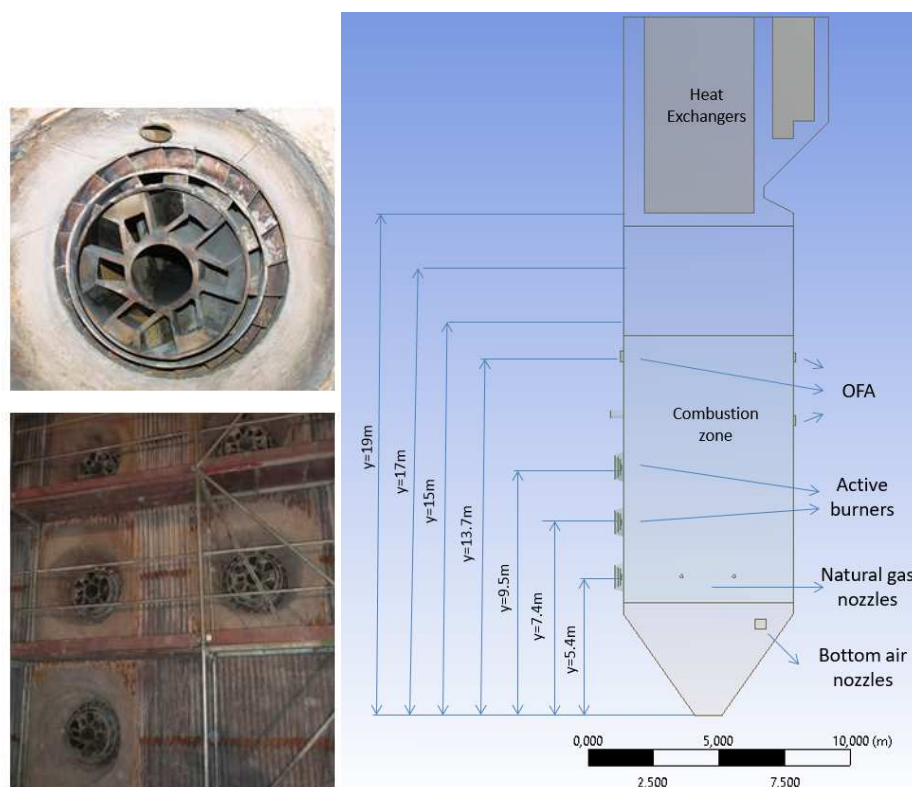 Heat
Exchangers
OFA
Combustion
zone
Active
burners
Natural gas
nozzles
Bottom air
nozzles
y=19m
y=17m
y=15m
y=13.7m
y=9.5m
y=7.4m
y=5.4m
0,000 5,000 10,000 (m)
2.500 7.500